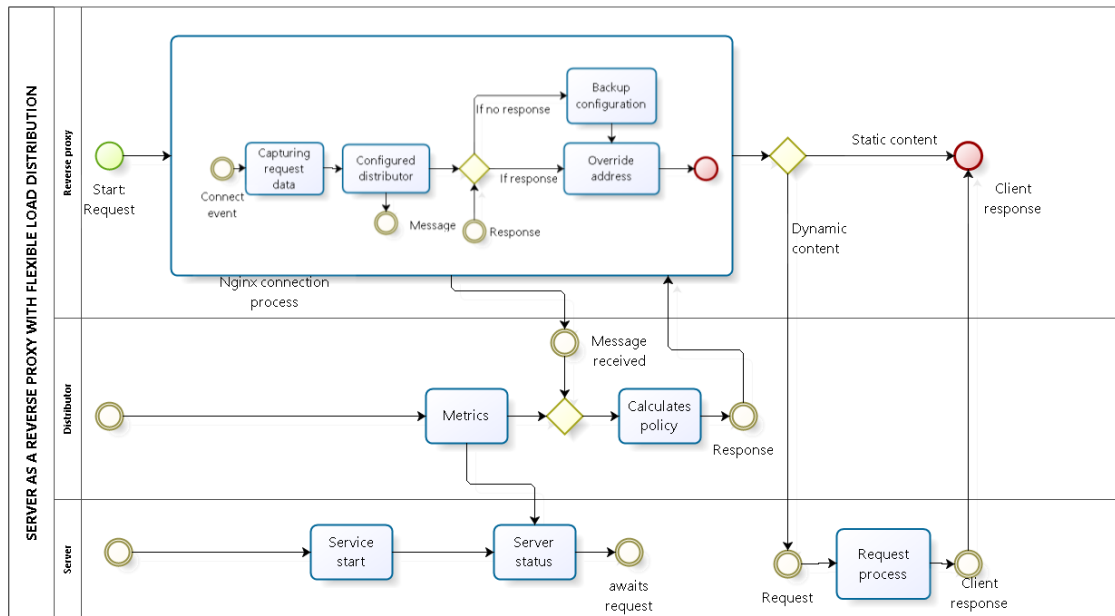 SERVER AS A REVERSE PROXY WITH FLEXIBLE LOAD DISTRIBUTION
Reverse proxy
Start:
Request
Connect
event
Capturing
request
data
Configured
distributor
Message
If no response
If response
Response
Backup
configuration
Override
address
Nginx connection
process
Static content
Dynamic
content
Client
response
Distributor
Metrics
Message
received
Calculates
policy
Response
Server
Service
start
Server
status
awaits
request
Request
Request
process
Client
response